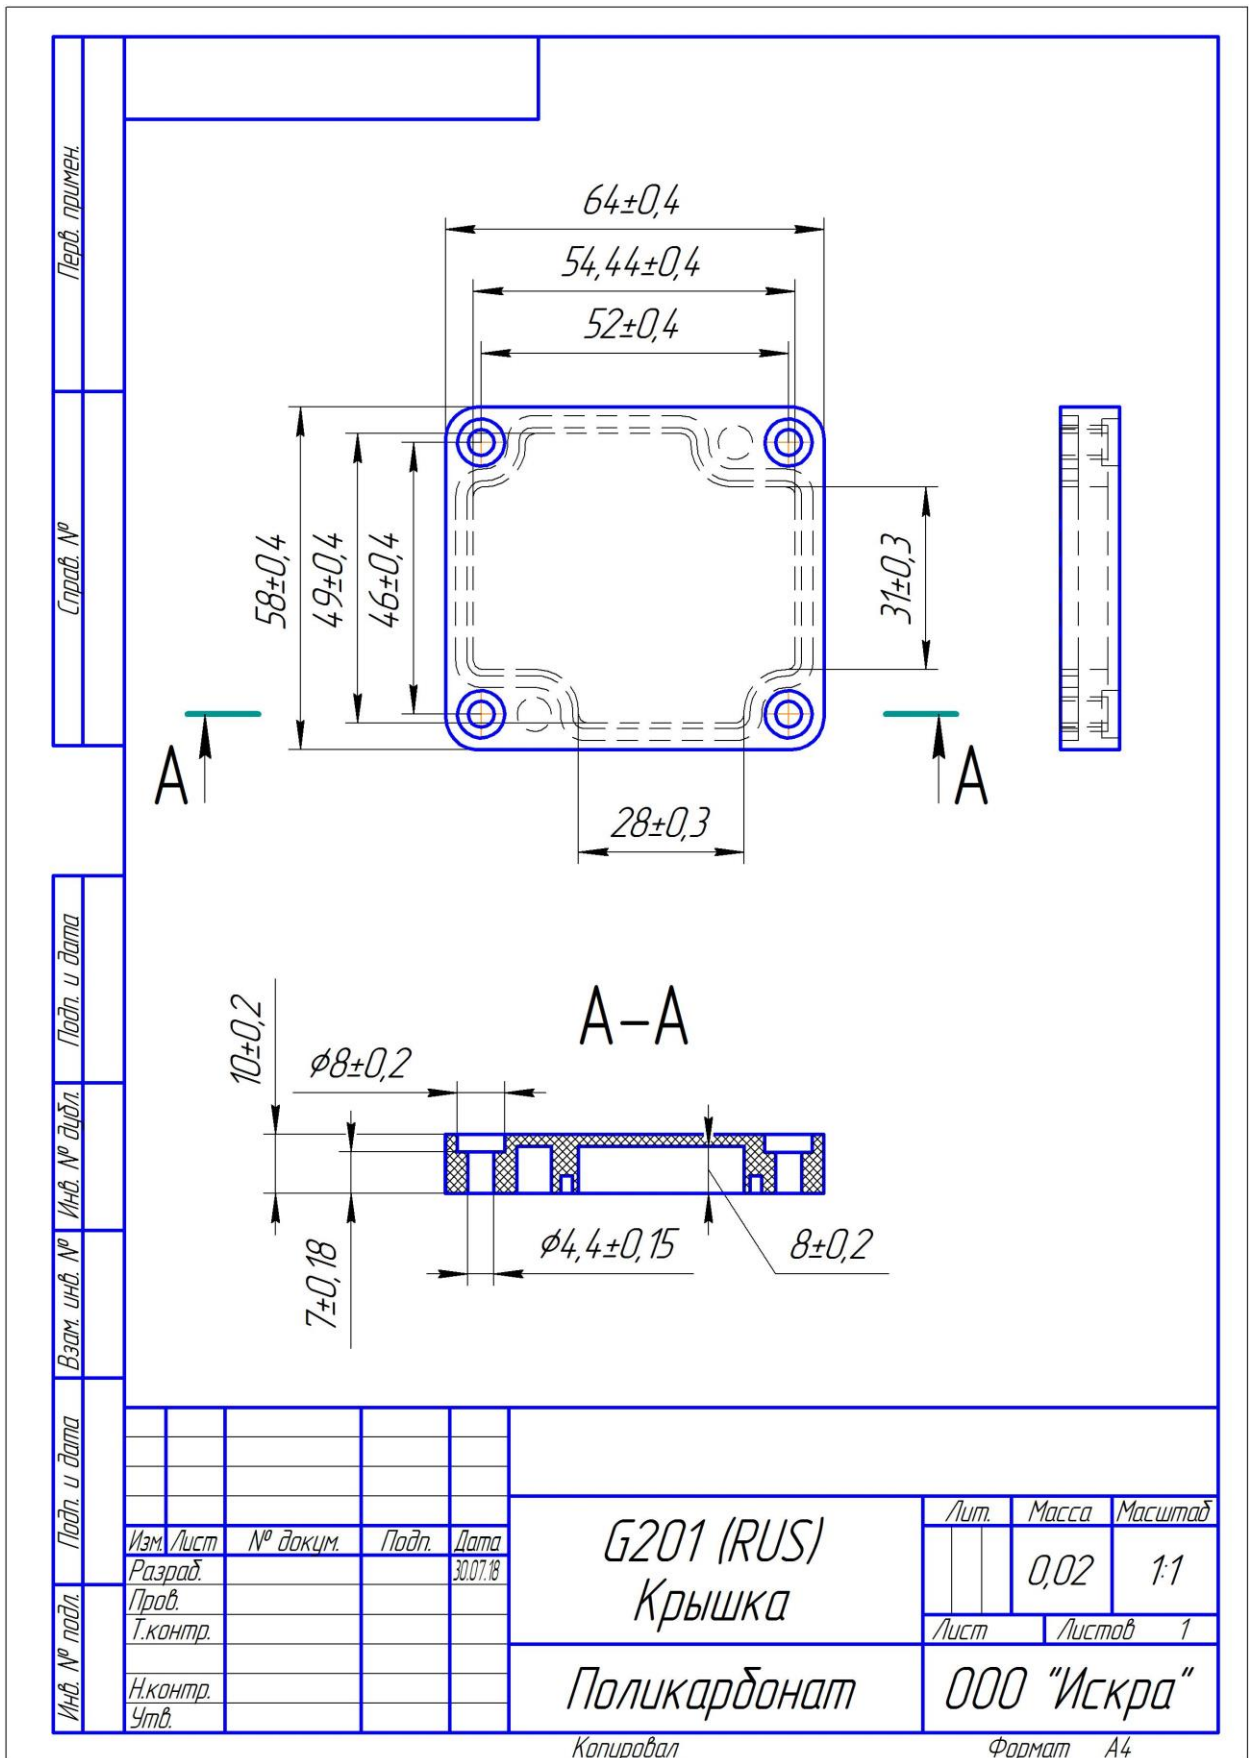 Перв. примен.
Справ. №
Подп. и дата
Инв. № дубл.
Взам. инв. №
Подп. и дата
Инв. № подл.
64±0,4
54,44±0,4
52±0,4
58±0,4
49±0,4
46±0,4
31±0,3
28±0,3
А
А
А-А
10±0,2
ϕ8±0,2
7±0,18
ϕ4,4±0,15
8±0,2
Изм. Лист № докум. Подп. Дата
Разраб. 30.07.18
Пров.
Т.контр.
Н.контр.
Утв.
G201 (RUS)
Крышка
Поликарбонат
Лит. Масса Масштаб
0,02 1:1
Лист Листов 1
ООО "Искра"
Копировал Формат А4